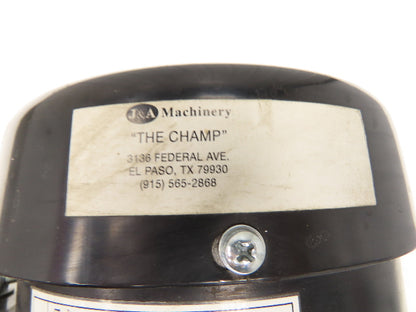 J&A Machinery
"THE CHAMP"
3136 FEDERAL AVE.
EL PASO, TX 79930
(915) 565-2868